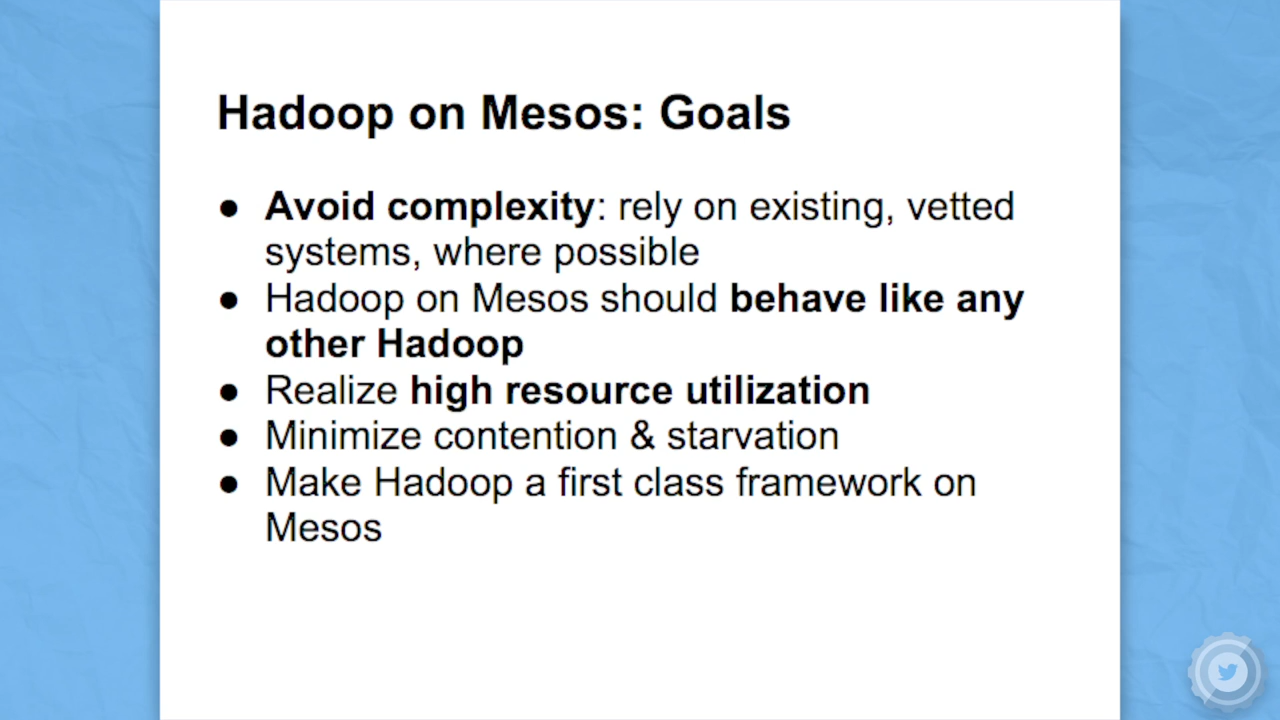 Hadoop on Mesos: Goals
● Avoid complexity: rely on existing, vetted
systems, where possible
● Hadoop on Mesos should behave like any
other Hadoop
● Realize high resource utilization
● Minimize contention & starvation
● Make Hadoop a first class framework on
Mesos